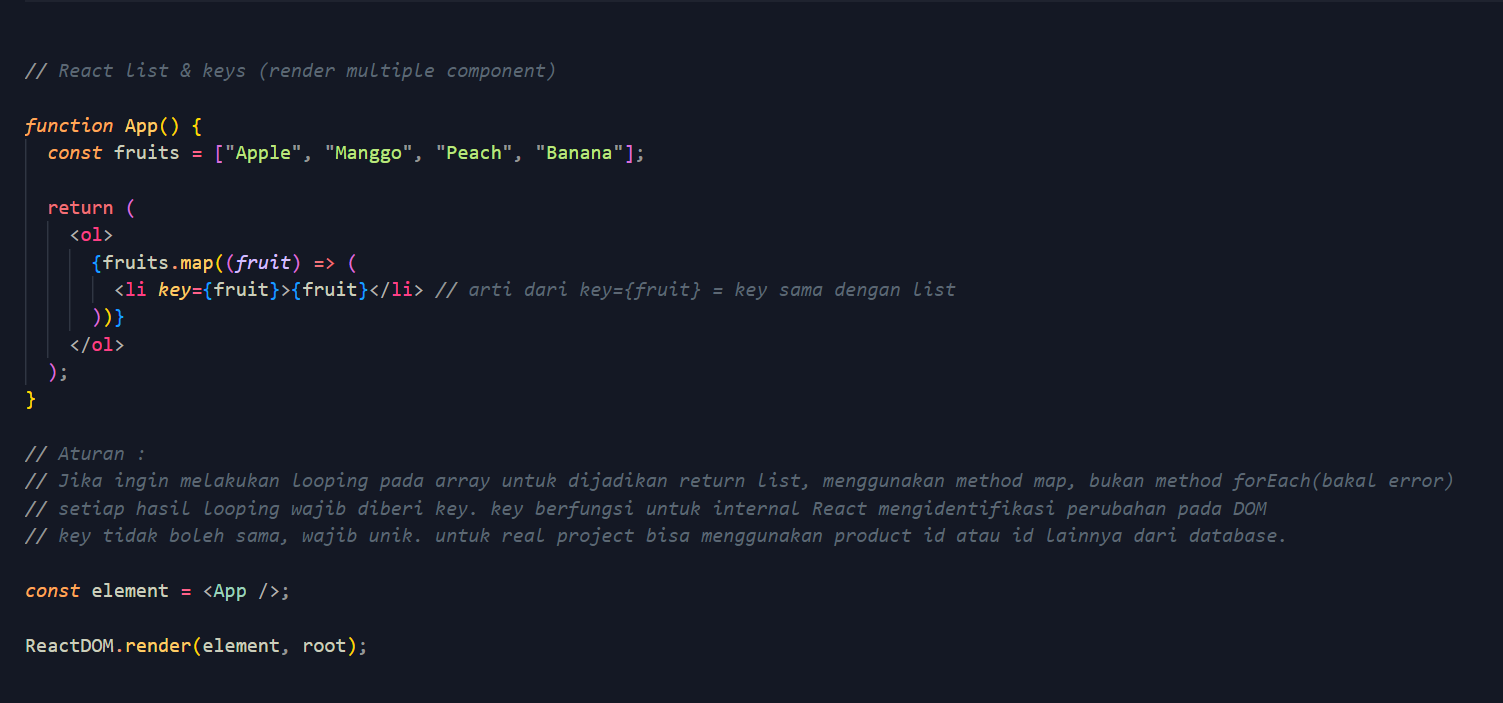 // React list & keys (render multiple component)
function App() {
const fruits = ["Apple", "Manggo", "Peach", "Banana"];
return (
<ol>
{fruits.map((fruit) => (
<li key={fruit}>{fruit}</li> // arti dari key={fruit} = key sama dengan list
))}
</ol>
);
}
// Aturan :
// Jika ingin melakukan looping pada array untuk dijadikan return list, menggunakan method map, bukan method forEach(bakal error)
// setiap hasil looping wajib diberi key. key berfungsi untuk internal React mengidentifikasi perubahan pada DOM
// key tidak boleh sama, wajib unik. untuk real project bisa menggunakan product id atau id lainnya dari database.
const element = <App />;
ReactDOM.render(element, root);